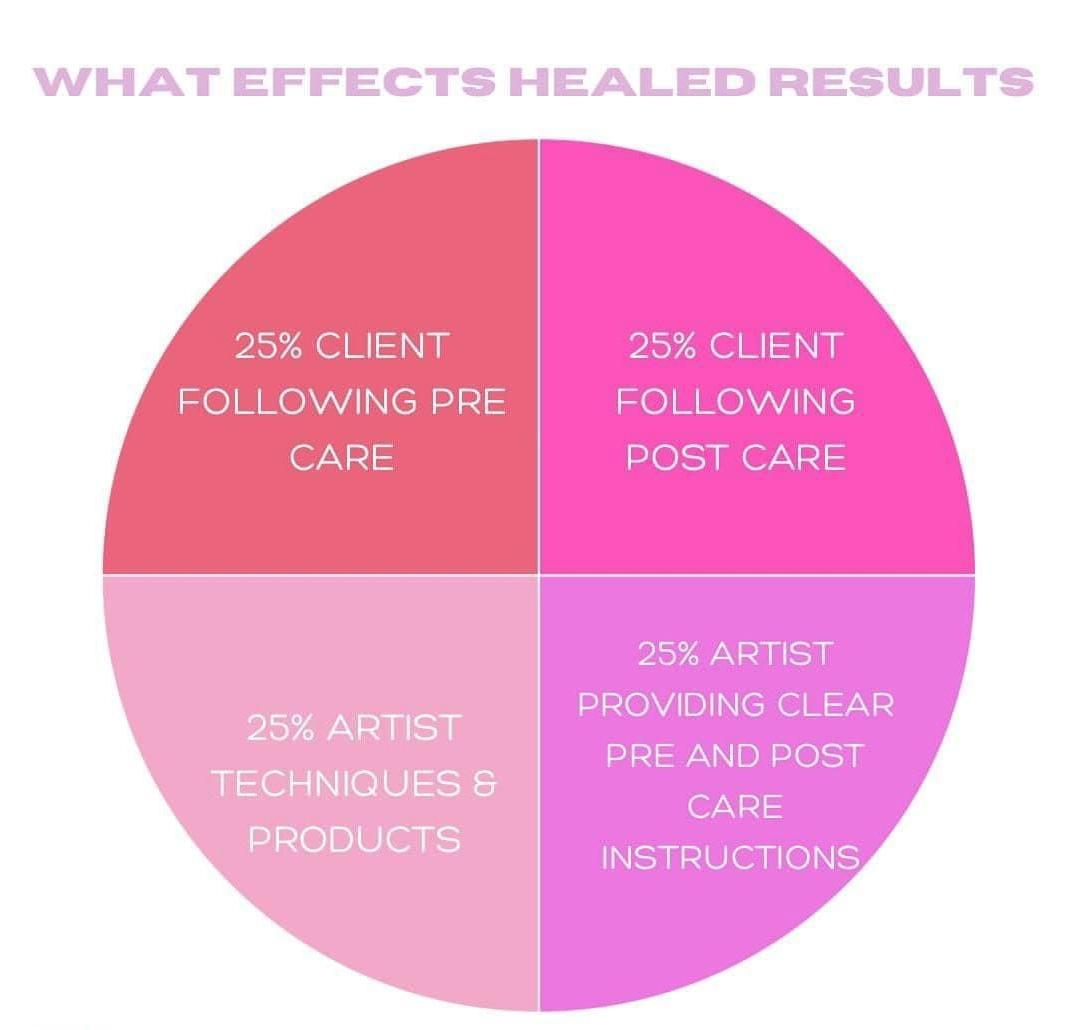 WHAT EFFECTS HEALED RESULTS
25% CLIENT
FOLLOWING PRE
CARE
25% CLIENT
FOLLOWING
POST CARE
25% ARTIST
TECHNIQUES &
PRODUCTS
25% ARTIST
PROVIDING CLEAR
PRE AND POST
CARE
INSTRUCTIONS